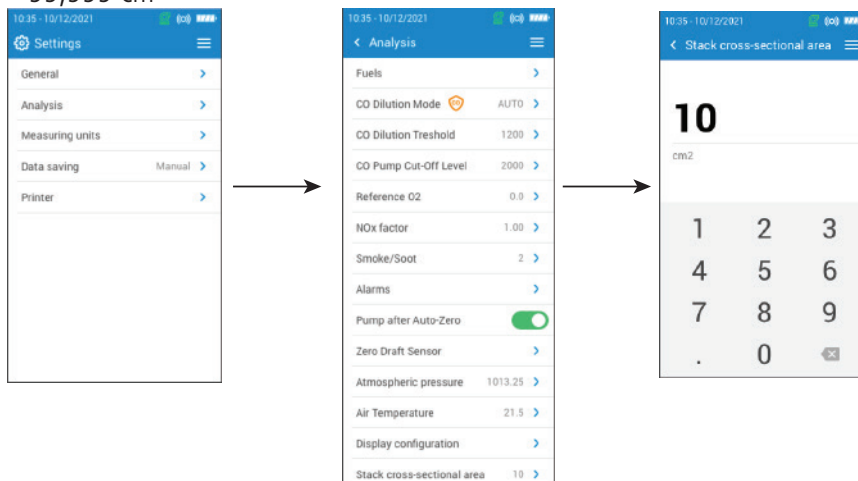 10:35 - 10/12/2021
Settings
General
Analysis
Measuring units
Data saving Manual
Printer
10:35 - 10/12/2021
Analysis
Fuels
CO Dilution Mode AUTO
CO Dilution Treshold 1200
CO Pump Cut-Off Level 2000
Reference O2 0.0
NOx factor 1.00
Smoke/Soot 2
Alarms
Pump after Auto-Zero
Zero Draft Sensor
Atmospheric pressure 1013.25
Air Temperature 21.5
Display configuration
Stack cross-sectional area 10
10:35 - 10/12/2021
Stack cross-sectional area
10
cm2
1 2 3
4 5 6
7 8 9
. 0